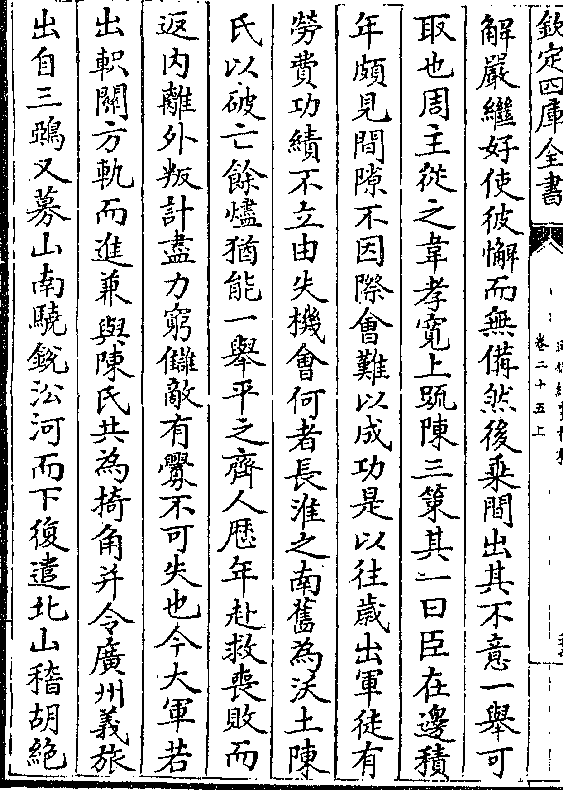 欽定四庫全書
卷二十五上
解嚴繼好使彼懈而無備然後乘間出其不意一舉可
取也周主從之韋孝寛上䟽陳三策其一曰臣在邊積
年頗見間隙不因際會難以成功是以往歲出軍徒有
勞費功績不立由失機會何者長淮之南舊為沃土陳
氏以破亡餘燼猶能一舉平之齊人歴年赴救喪敗而
返内離外叛計盡力窮讎敵有釁不可失也今大軍若
出軹關方軌而進兼與陳氏共為掎角并令廣州義旅
出自三鵶又募山南驍銳沿河而下復遣北山稽胡絶